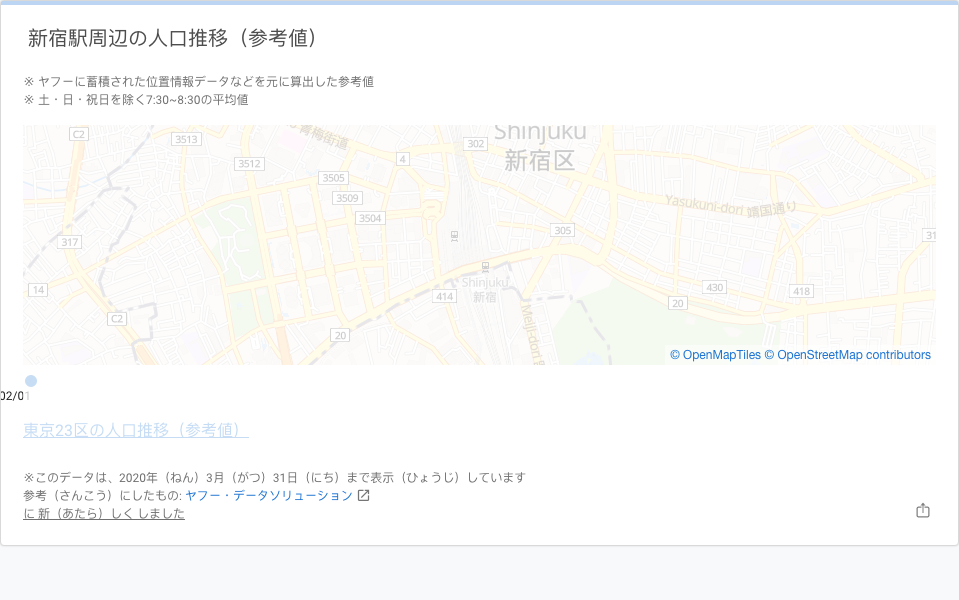 新宿駅周辺の人口推移（参考値）
※ ヤフーに蓄積された位置情報データなどを元に算出した参考値
※ 土・日・祝日を除く7:30~8:30の平均値
C2
3513
青梅街道
302
Shinjuku
新宿区
3512
4
3505
3509
Yasukuni-dori 靖国通り
3504
305
317
31
Shinjuku
新宿
14
414
430
418
20
C2
Meiji-dori
20
© OpenMapTiles © OpenStreetMap contributors
02/01
東京23区の人口推移（参考値）
※このデータは、2020年（ねん）3月（がつ）31日（にち）まで表示（ひょうじ）しています
参考（さんこう）にしたもの: ヤフー・データソリューション
に 新（あたら）しく しました